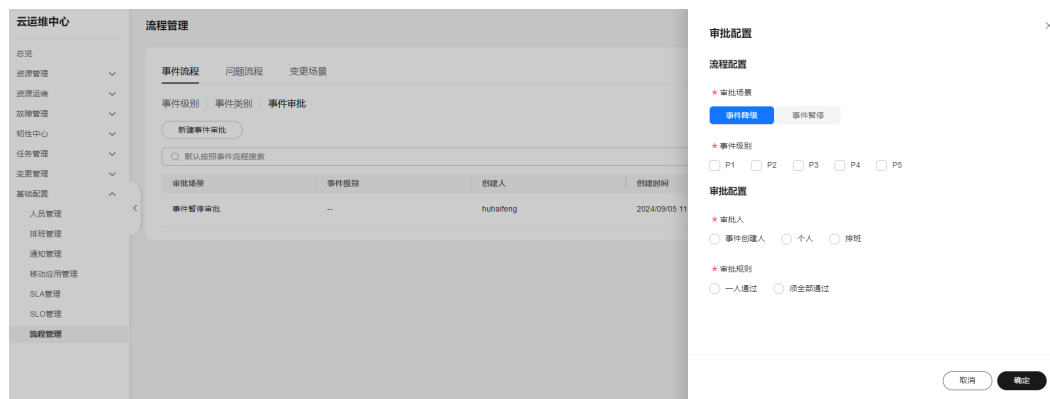 云运维中心
总览
资源管理
资源运维
故障管理
韧性中心
任务管理
变更管理
基础配置
人员管理
排班管理
通知管理
移动应用管理
SLA管理
SLO管理
流程管理
流程管理
事件流程 问题流程 变更场景
事件级别 事件类别 事件审批
新建事件审批
默认按照事件流程搜索
审批场景 事件级别 创建人 创建时间
事件暂停审批 -- huhaifeng 2024/09/05 11
审批配置
流程配置
* 审批场景
事件降级 事件暂停
* 事件级别
P1 P2 P3 P4 P5
审批配置
* 审批人
事件创建人 个人 排班
* 审批规则
一人通过 须全部通过
取消 确定